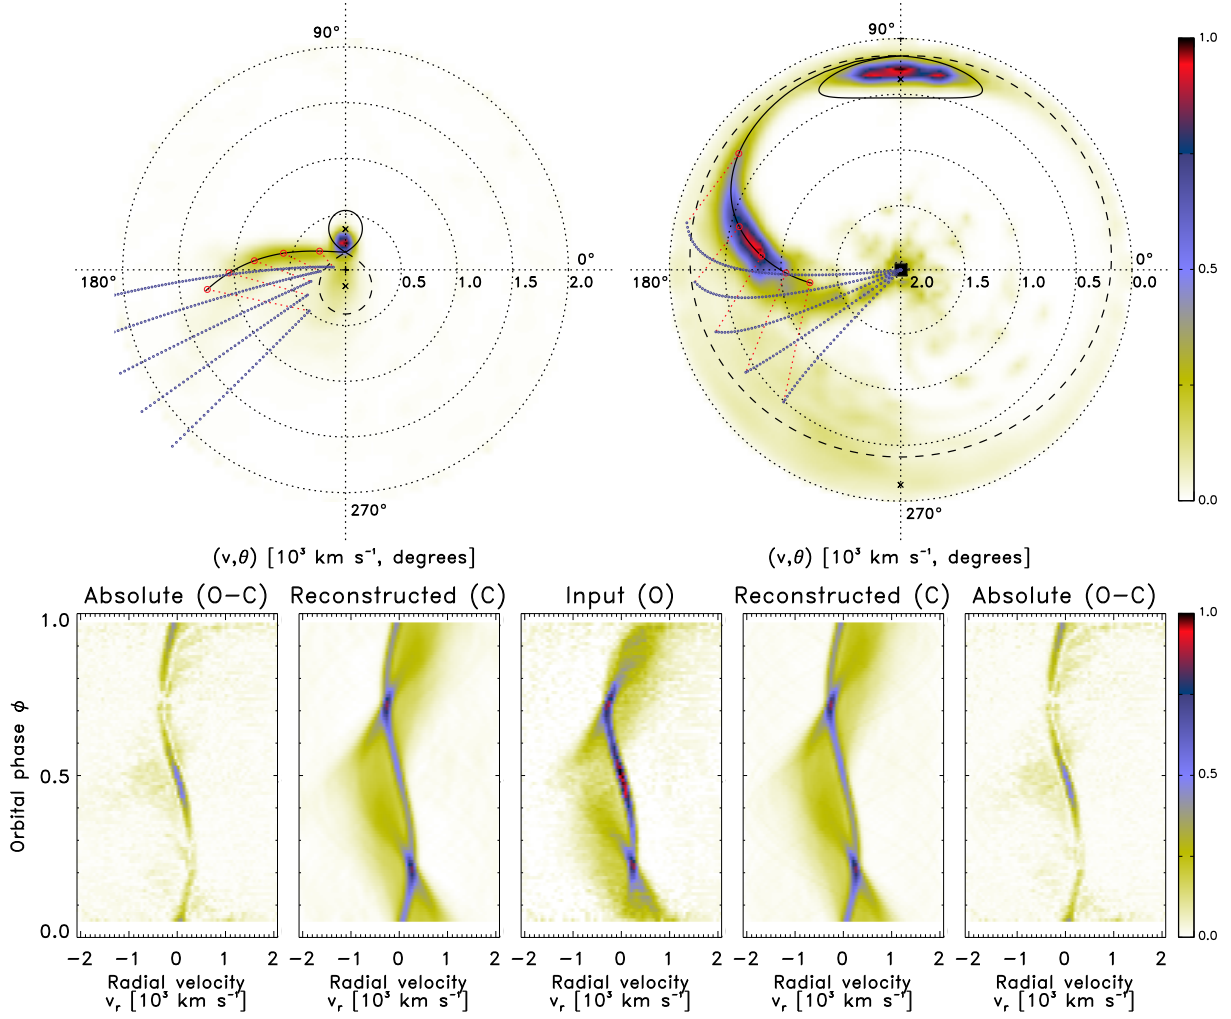 90° 90° 1.0
180° 0° 180° 0°
0.5 1.0 1.5 2.0 2.0 1.5 1.0 0.5 0.0 0.5
270° 270° 0.0
(v,θ) [10³ km s⁻¹, degrees] (v,θ) [10³ km s⁻¹, degrees]
Absolute (O−C) Reconstructed (C) Input (O) Reconstructed (C) Absolute (O−C)
1.0 1.0
Orbital phase ϕ
0.5 0.5
0.0 0.0
−2 −1 0 1 2 −2 −1 0 1 2 −2 −1 0 1 2 −2 −1 0 1 2 −2 −1 0 1 2
Radial velocity Radial velocity Radial velocity Radial velocity Radial velocity
vᵣ [10³ km s⁻¹] vᵣ [10³ km s⁻¹] vᵣ [10³ km s⁻¹] vᵣ [10³ km s⁻¹] vᵣ [10³ km s⁻¹]